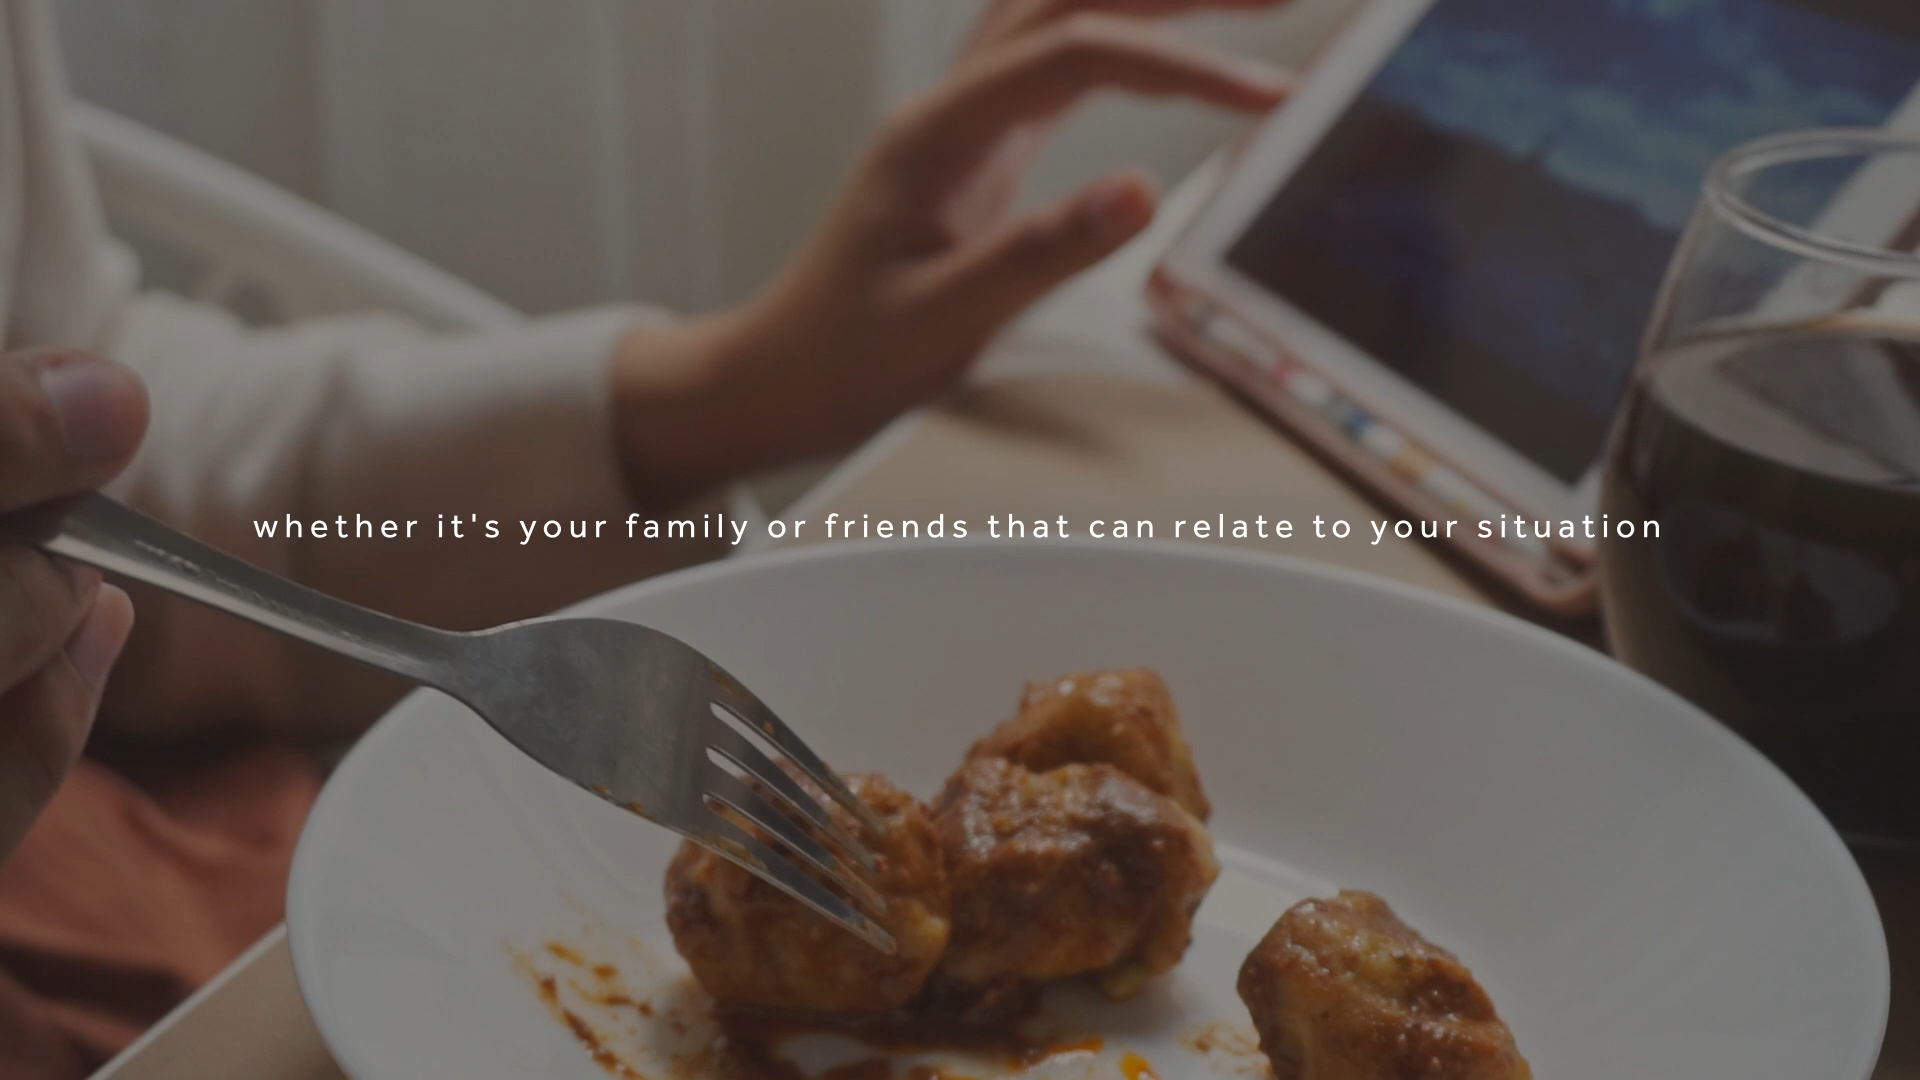 whether it's your family or friends that can relate to your situation